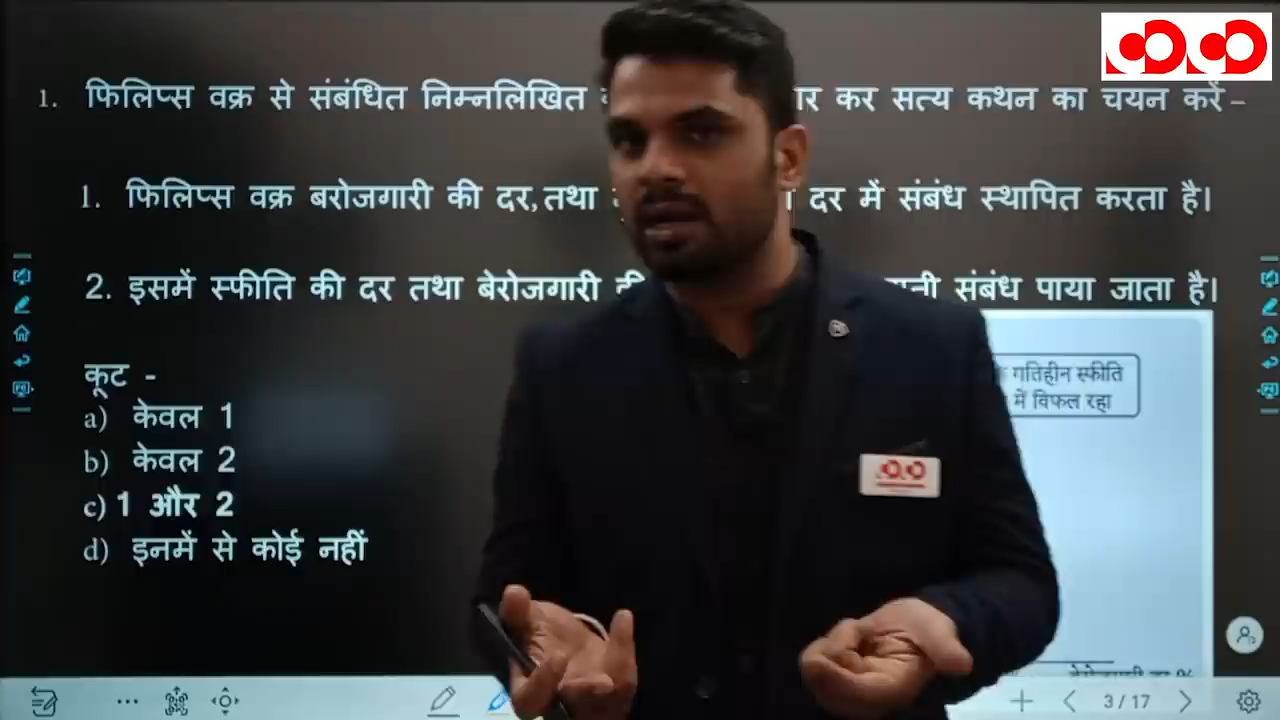 1. फिलिप्स वक्र से संबंधित निम्नलिखित कर सत्य कथन का चयन करें –
1. फिलिप्स वक्र बरोजगारी की दर, तथा दर में संबंध स्थापित करता है।
2. इसमें स्फीति की दर तथा बेरोजगारी संबंध पाया जाता है।
गतिहीन स्फीति
में विफल रहा
कूट -
a) केवल 1
b) केवल 2
c) 1 और 2
d) इनमें से कोई नहीं
3 / 17